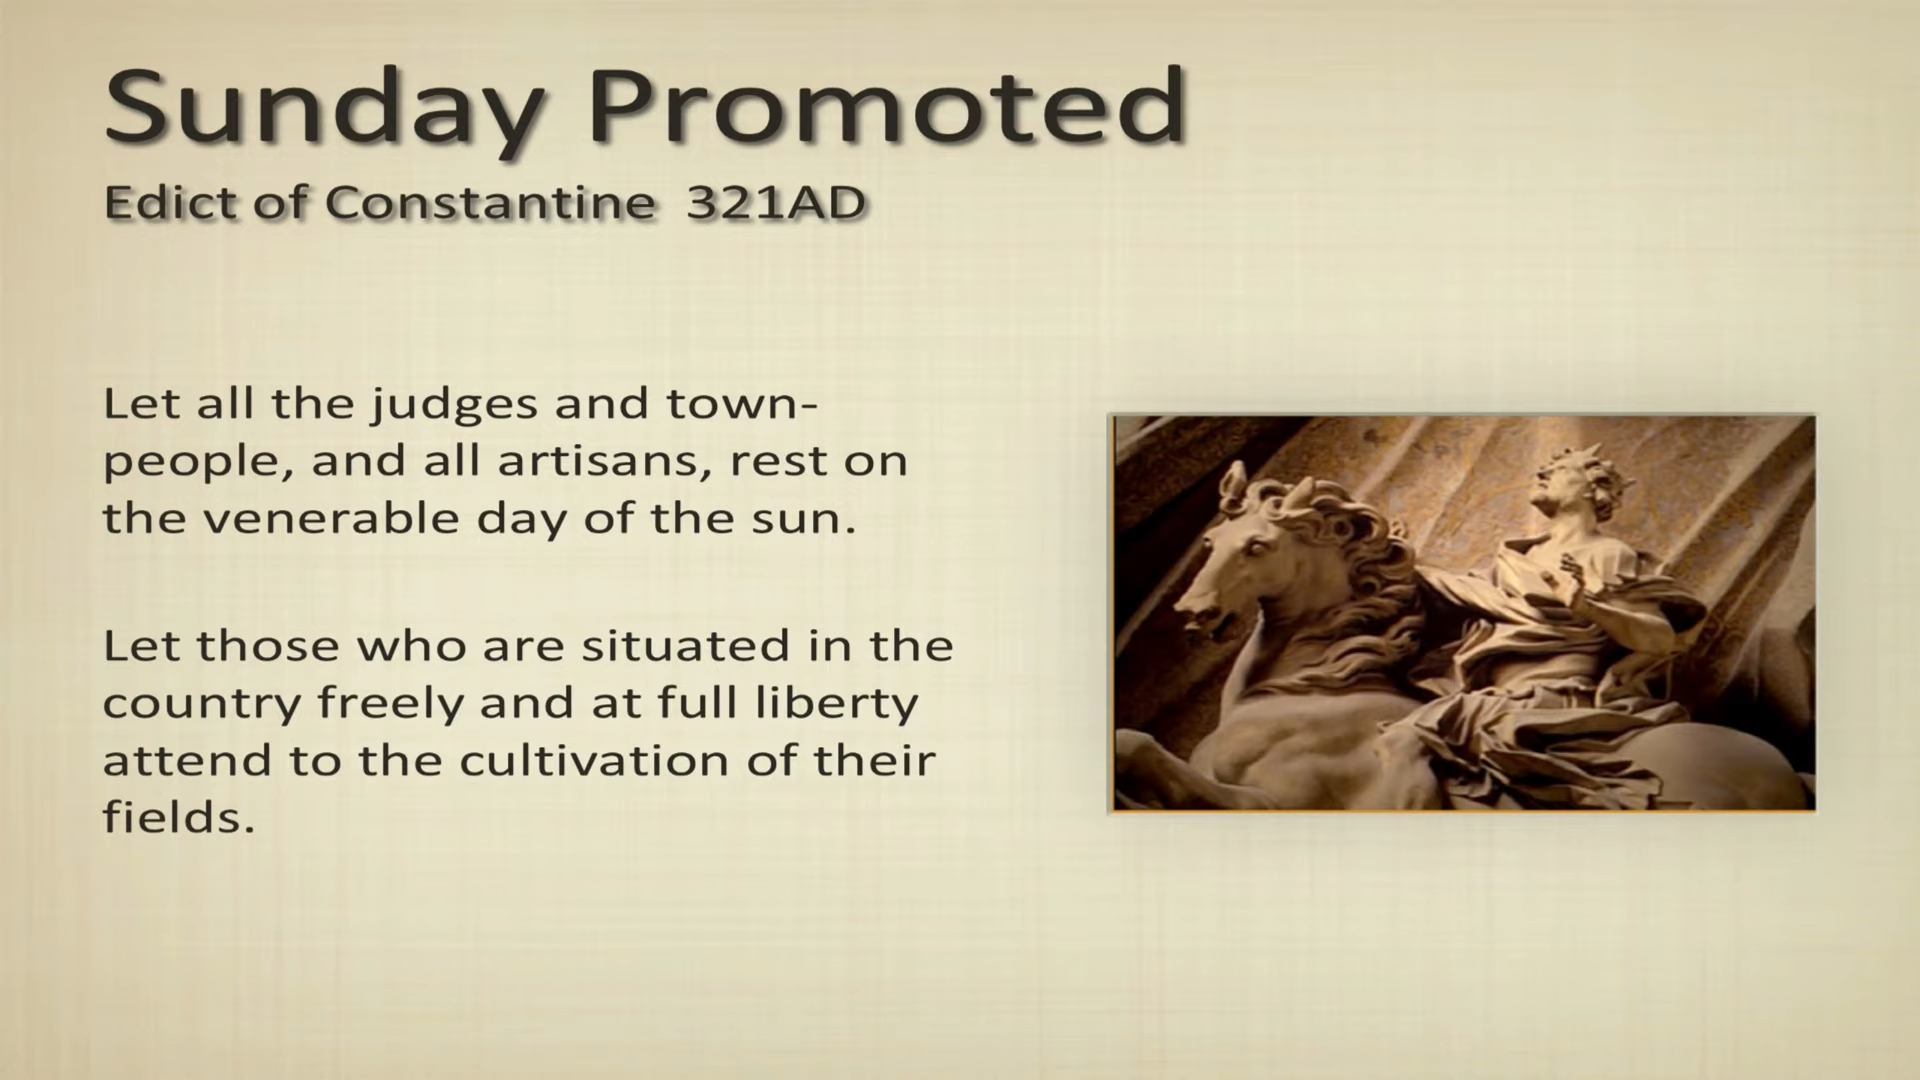 Sunday Promoted
Edict of Constantine 321AD
Let all the judges and town-
people, and all artisans, rest on
the venerable day of the sun.
Let those who are situated in the
country freely and at full liberty
attend to the cultivation of their
fields.